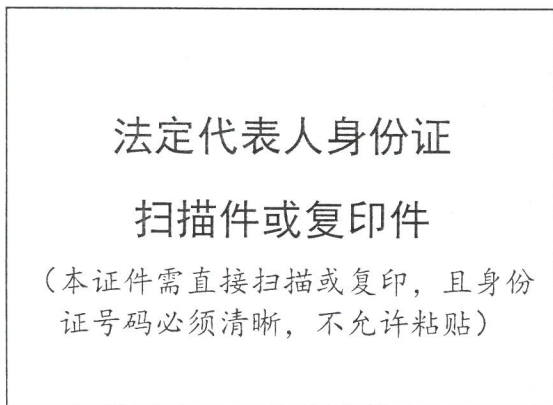 法定代表人身份证
扫描件或复印件
（本证件需直接扫描或复印，且身份
证号码必须清晰，不允许粘贴）